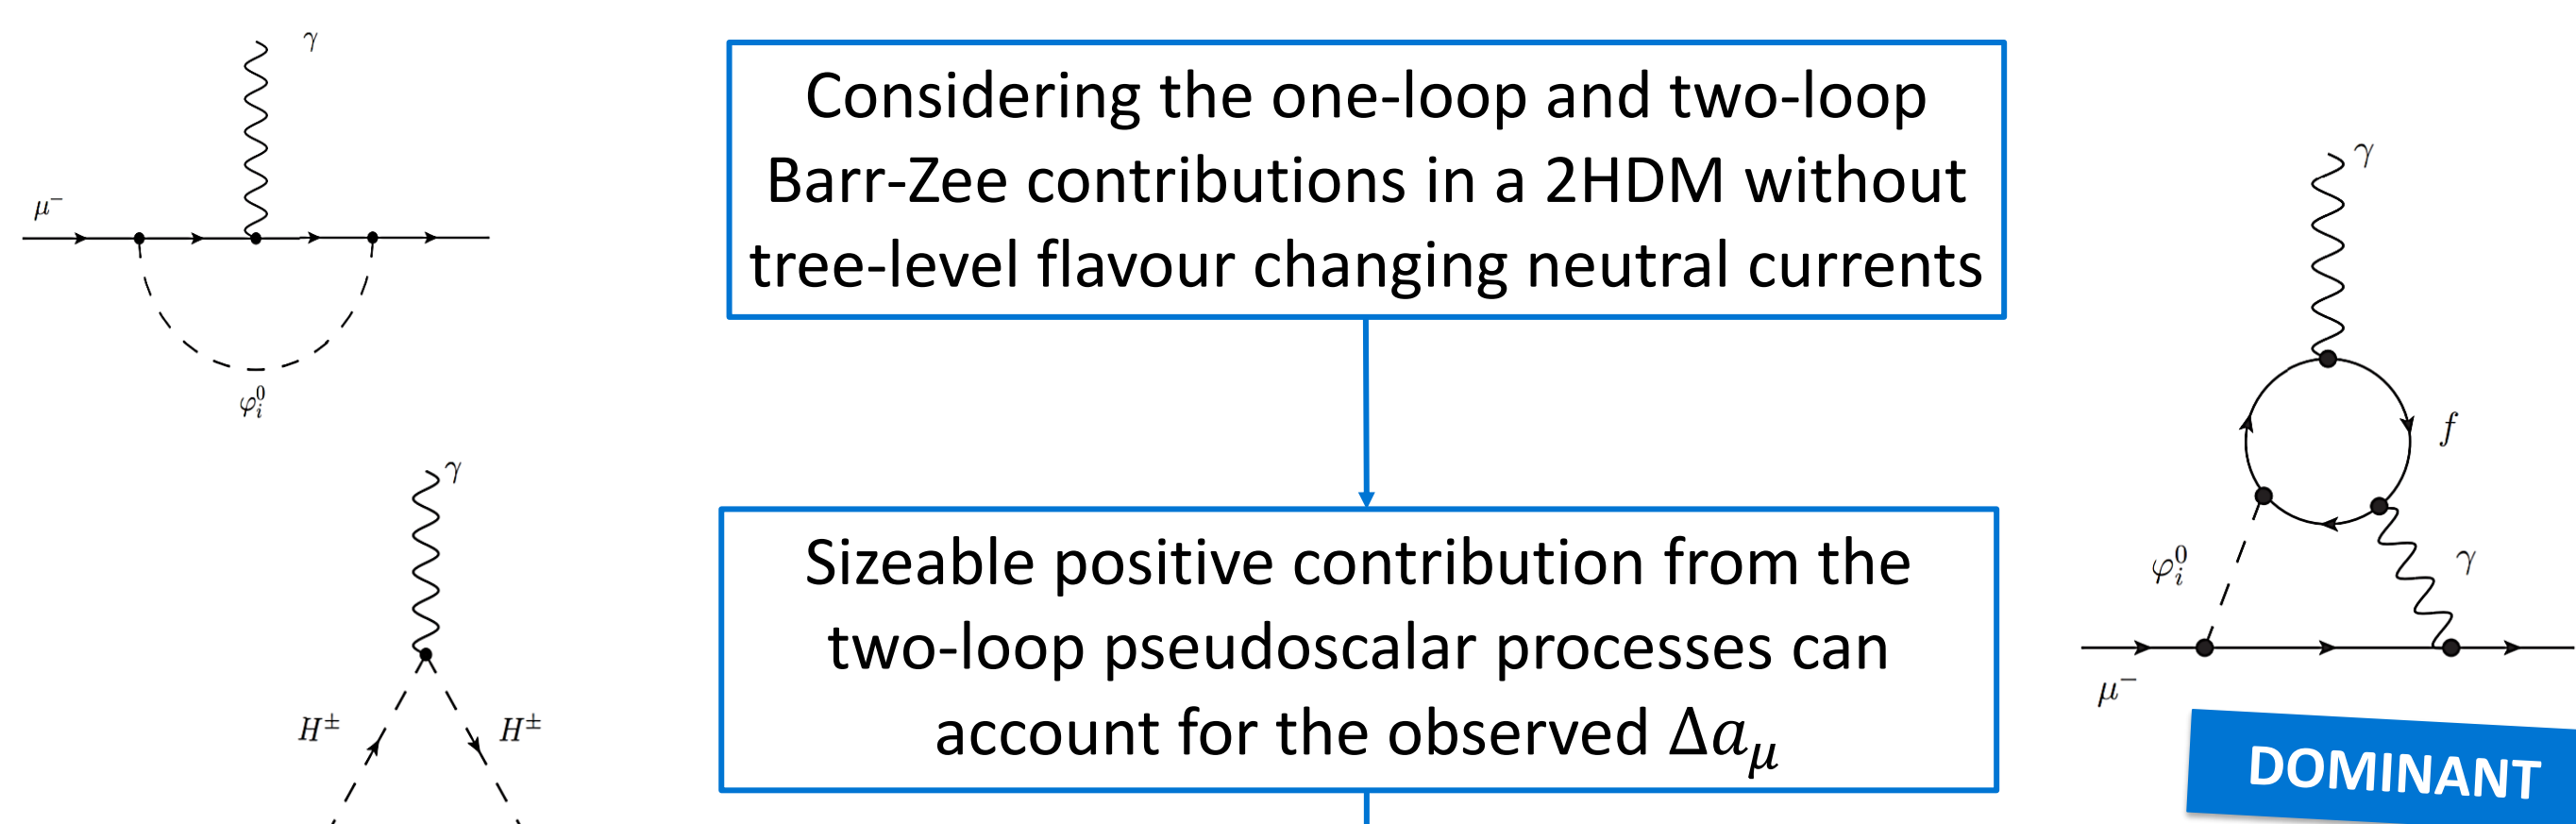 γ
μ⁻
φᵢ⁰
γ
H± H±
Considering the one-loop and two-loop
Barr-Zee contributions in a 2HDM without
tree-level flavour changing neutral currents
Sizeable positive contribution from the
two-loop pseudoscalar processes can
account for the observed Δaμ
γ
f
φᵢ⁰ γ
μ⁻
DOMINANT